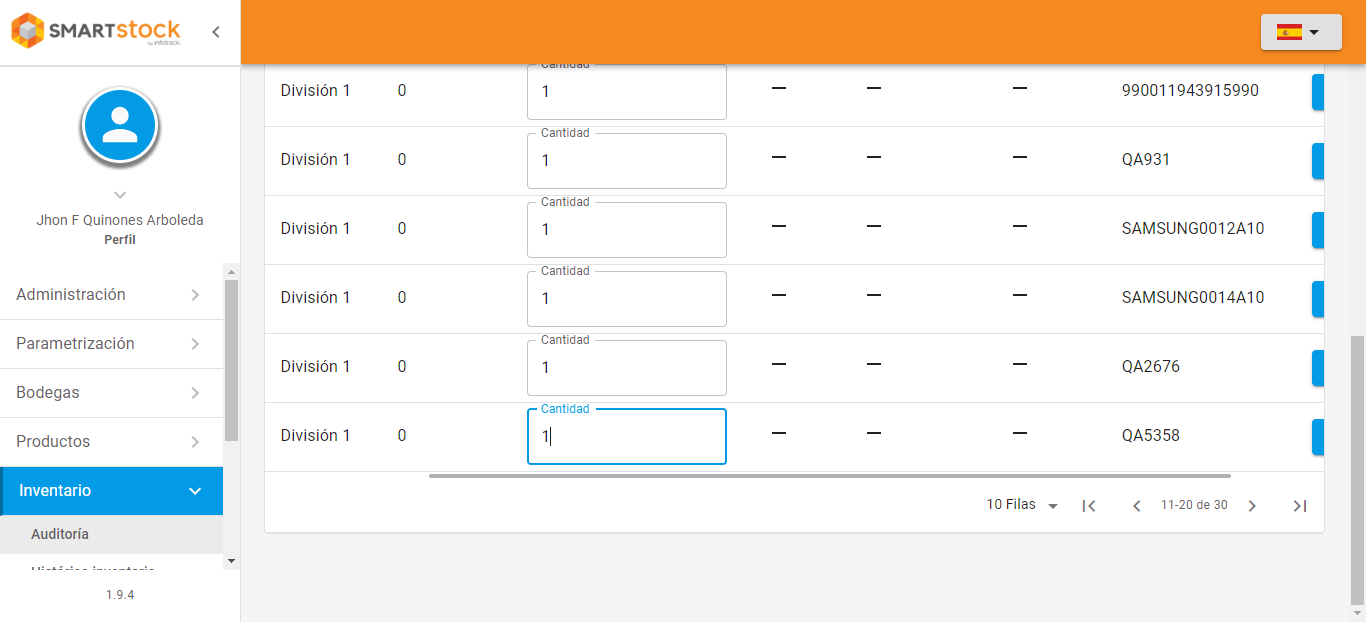 SMARTstock
by infotrack.
Jhon F Quinones Arboleda
Perfil
Administración
Parametrización
Bodegas
Productos
Inventario
Auditoría
Histórico inventario
1.9.4
Cantidad
División 1 0 1 — — — 990011943915990
Cantidad
División 1 0 1 — — — QA931
Cantidad
División 1 0 1 — — — SAMSUNG0012A10
Cantidad
División 1 0 1 — — — SAMSUNG0014A10
Cantidad
División 1 0 1 — — — QA2676
Cantidad
División 1 0 1 — — — QA5358
10 Filas 11-20 de 30